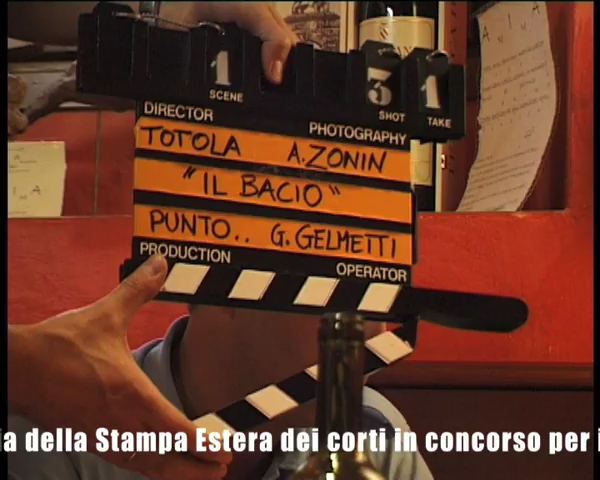 1 3 1
SCENE SHOT TAKE
DIRECTOR PHOTOGRAPHY
TOTOLA A. ZONIN
"IL BACIO"
PUNTO.. G. GELMETTI
PRODUCTION OPERATOR
della Stampa Estera dei corti in concorso per